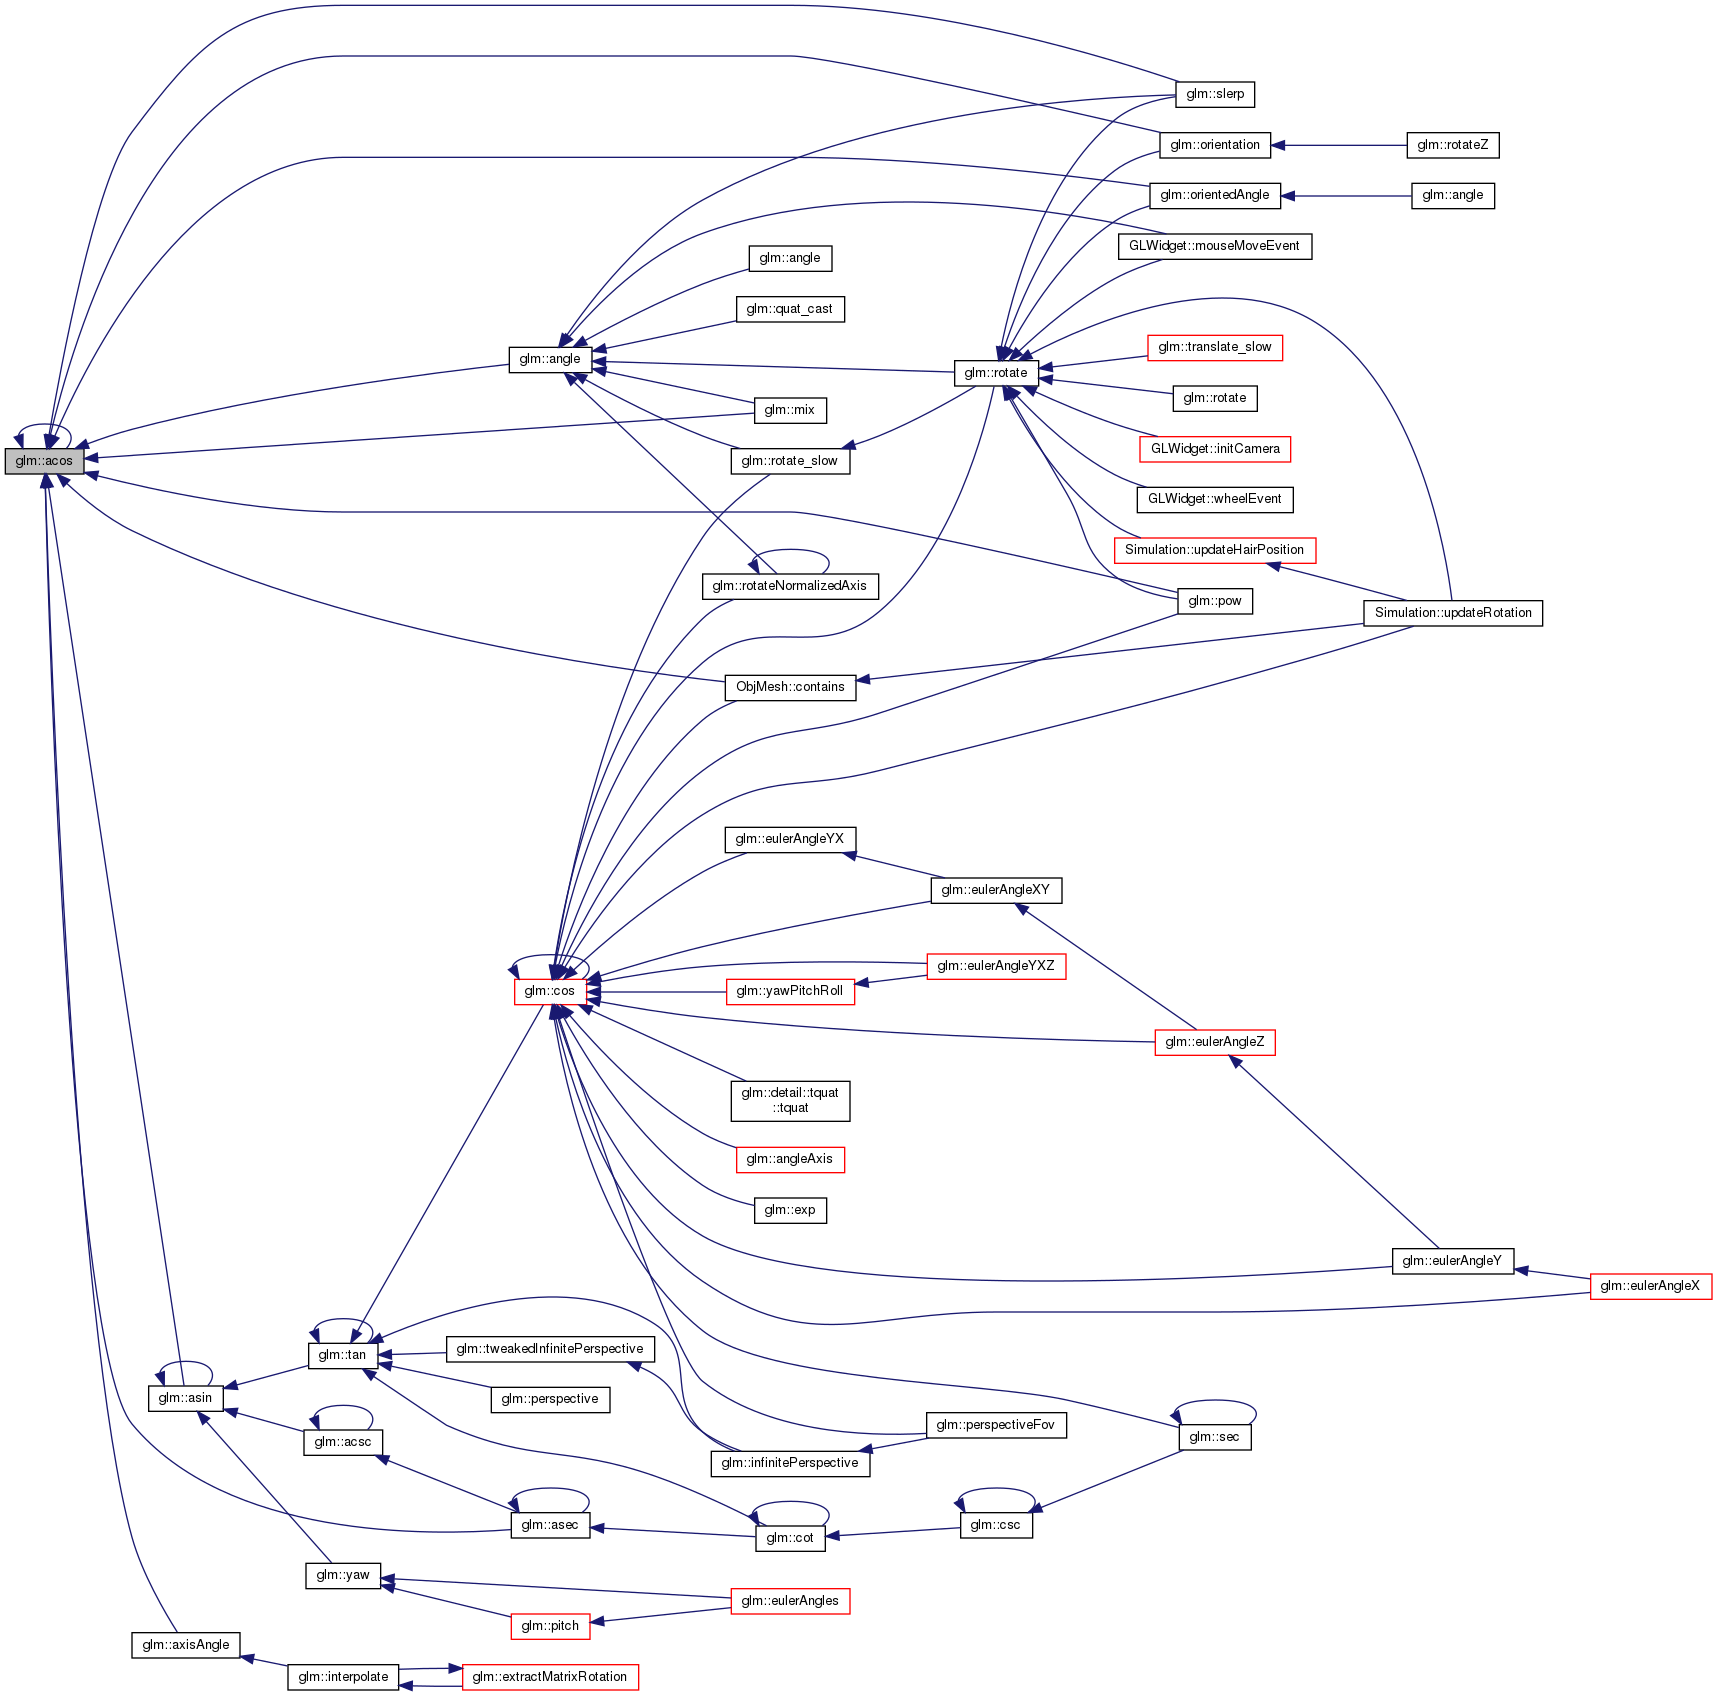 glm::slerp
glm::orientation
glm::rotateZ
glm::orientedAngle
glm::angle
GLWidget::mouseMoveEvent
glm::angle
glm::quat_cast
glm::translate_slow
glm::angle
glm::rotate
glm::rotate
glm::mix
GLWidget::initCamera
glm::acos
glm::rotate_slow
GLWidget::wheelEvent
Simulation::updateHairPosition
glm::rotateNormalizedAxis
glm::pow
Simulation::updateRotation
ObjMesh::contains
glm::eulerAngleYX
glm::eulerAngleXY
glm::eulerAngleYXZ
glm::cos
glm::yawPitchRoll
glm::eulerAngleZ
glm::detail::tquat
::tquat
glm::angleAxis
glm::exp
glm::eulerAngleY
glm::eulerAngleX
glm::tweakedInfinitePerspective
glm::tan
glm::asin
glm::perspective
glm::perspectiveFov
glm::sec
glm::acsc
glm::infinitePerspective
glm::asec
glm::csc
glm::cot
glm::yaw
glm::eulerAngles
glm::pitch
glm::axisAngle
glm::interpolate
glm::extractMatrixRotation